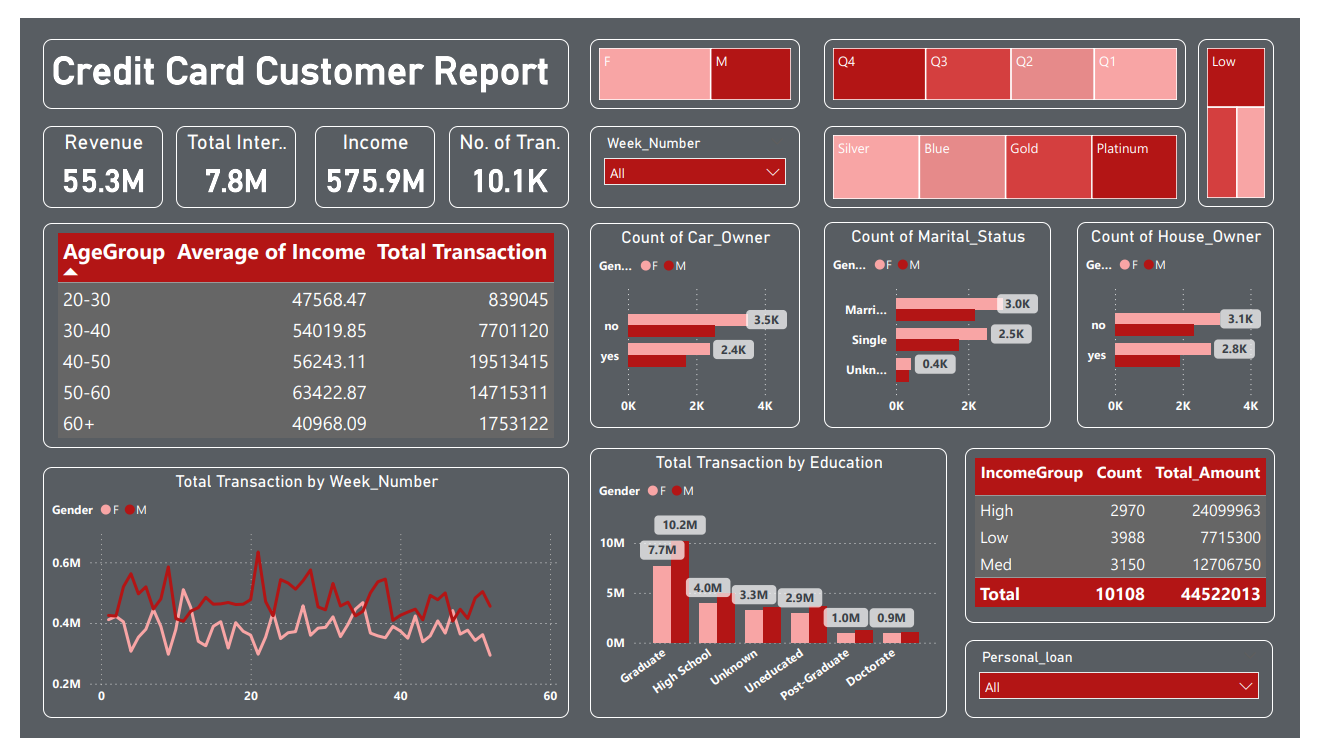 Credit Card Customer Report
F M
Q4 Q3 Q2 Q1
Low
Revenue
55.3M
Total Inter..
7.8M
Income
575.9M
No. of Tran.
10.1K
Week_Number
All
Silver Blue Gold Platinum
AgeGroup Average of Income Total Transaction
20-30 47568.47 839045
30-40 54019.85 7701120
40-50 56243.11 19513415
50-60 63422.87 14715311
60+ 40968.09 1753122
Count of Car_Owner
Gen... F M
no 3.5K
yes 2.4K
0K 2K 4K
Count of Marital_Status
Gen... F M
Marri... 3.0K
Single 2.5K
Unkn... 0.4K
0K 2K
Count of House_Owner
Ge... F M
no 3.1K
yes 2.8K
0K 2K 4K
Total Transaction by Week_Number
Gender F M
0.6M
0.4M
0.2M
0 20 40 60
Total Transaction by Education
Gender F M
10M
5M
0M
7.7M 10.2M 4.0M 3.3M 2.9M 1.0M 0.9M
Graduate High School Unknown Uneducated Post-Graduate Doctorate
IncomeGroup Count Total_Amount
High 2970 24099963
Low 3988 7715300
Med 3150 12706750
Total 10108 44522013
Personal_loan
All